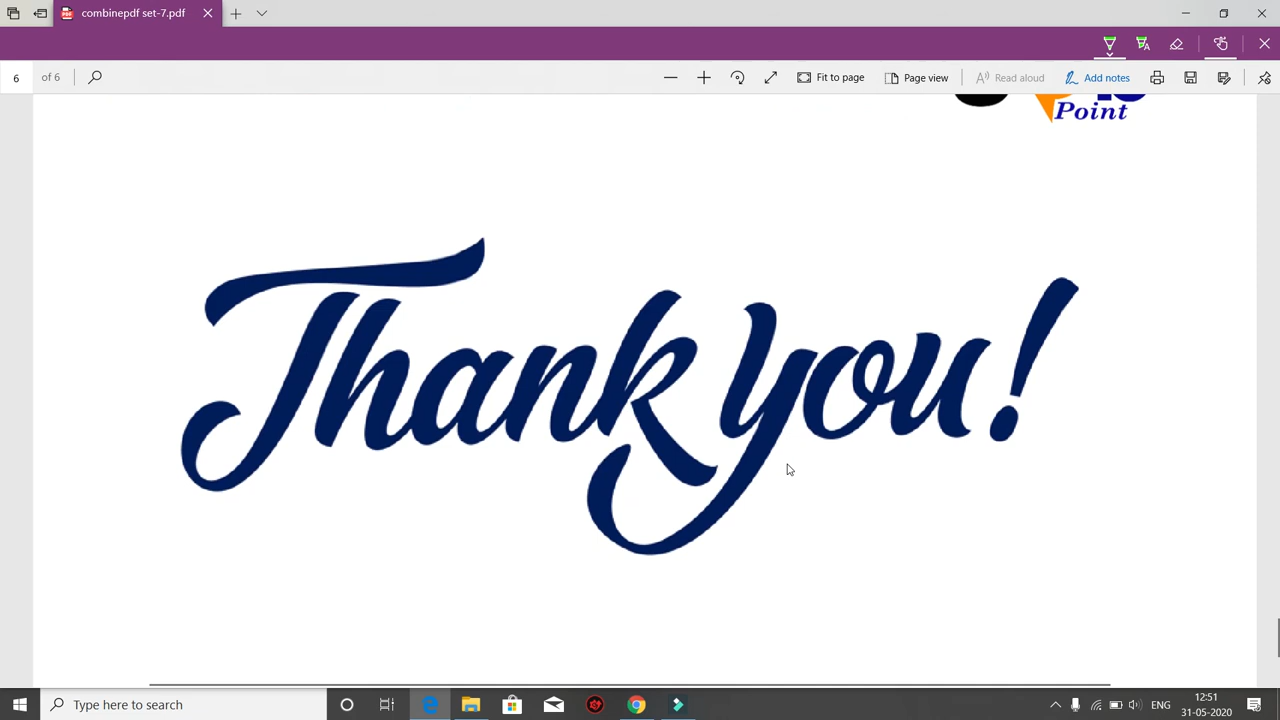 combinepdf set-7.pdf
6 of 6
Fit to page
Page view
Read aloud
Add notes
Point
Thank you!
Type here to search
ENG
12:51
31-05-2020